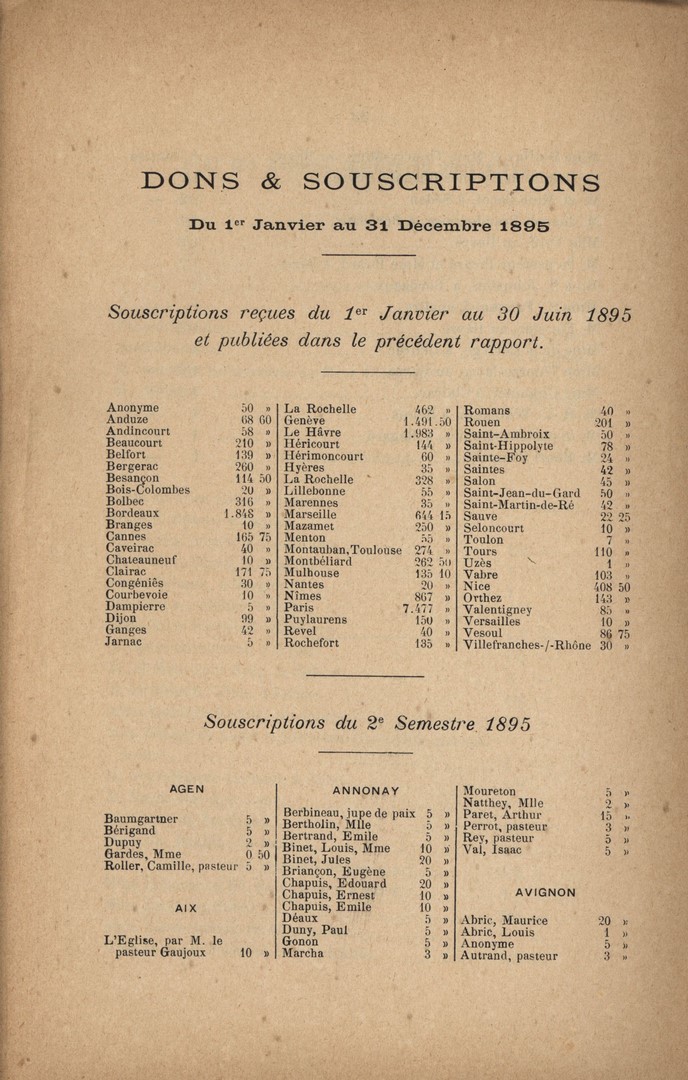 DONS & SOUSCRIPTIONS
Du 1er Janvier au 31 Décembre 1895
Souscriptions reçues du 1er Janvier au 30 Juin 1895
et publiées dans le précédent rapport.
Anonyme 50 »
Anduze 68 60
Andincourt 58 »
Beaucourt 210 »
Belfort 139 »
Bergerac 260 »
Besançon 114 50
Bois-Colombes 20 »
Bolbec 316 »
Bordeaux 1.848 »
Branges 10 »
Cannes 165 75
Caveirac 40 »
Chateauneuf 10 »
Clairac 171 75
Congéniès 30 »
Courbevoie 10 »
Dampierre 5 »
Dijon 99 »
Ganges 42 »
Jarnac 5 »
La Rochelle 462 »
Genève 1.491.50
Le Hâvre 1.983 »
Héricourt 144 »
Hérimoncourt 60 »
Hyères 35 »
La Rochelle 328 »
Lillebonne 55 »
Marennes 35 »
Marseille 644 15
Mazamet 250 »
Menton 55 »
Montauban,Toulouse 274 »
Montbéliard 262 50
Mulhouse 135 10
Nantes 20 »
Nîmes 867 »
Paris 7.477 »
Puylaurens 150 »
Revel 40 »
Rochefort 135 »
Romans 40 »
Rouen 201 »
Saint-Ambroix 50 »
Saint-Hippolyte 78 »
Sainte-Foy 24 »
Saintes 42 »
Salon 45 »
Saint-Jean-du-Gard 50 »
Saint-Martin-de-Ré 42 »
Sauve 22 25
Seloncourt 10 »
Toulon 7 »
Tours 110 »
Uzès 1 »
Vabre 103 »
Nice 408 50
Orthez 143 »
Valentigney 85 »
Versailles 10 »
Vesoul 86 75
Villefranches-/-Rhône 30 »
Souscriptions du 2e Semestre 1895
AGEN
Baumgartner 5 »
Bérigand 5 »
Dupuy 2 »
Gardes, Mme 0 50
Roller, Camille, pasteur 5 »
AIX
L'Eglise, par M. le
pasteur Gaujoux 10 »
ANNONAY
Berbineau, jupe de paix 5 »
Bertholin, Mlle 5 »
Bertrand, Emile 5 »
Binet, Louis, Mme 10 »
Binet, Jules 20 »
Briançon, Eugène 5 »
Chapuis, Edouard 20 »
Chapuis, Ernest 10 »
Chapuis, Emile 10 »
Déaux 5 »
Duny, Paul 5 »
Gonon 5 »
Marcha 3 »
Moureton 5 »
Natthey, Mlle 2 »
Paret, Arthur 15 »
Perrot, pasteur 3 »
Rey, pasteur 5 »
Val, Isaac 5 »
AVIGNON
Abric, Maurice 20 »
Abric, Louis 1 »
Anonyme 5 »
Autrand, pasteur 3 »